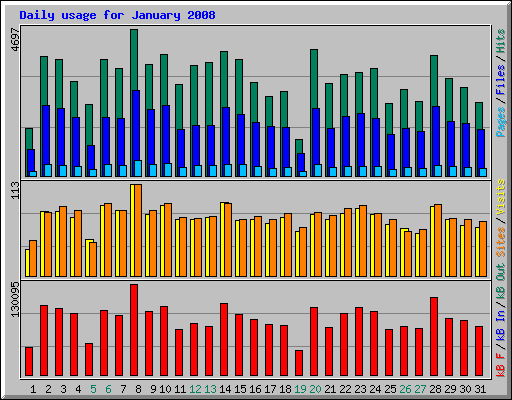 Daily usage for January 2008
4697
Pages / Files / Hits
113
Sites / Visits
130095
kB F / kB In / kB Out
1 2 3 4 5 6 7 8 9 10 11 12 13 14 15 16 17 18 19 20 21 22 23 24 25 26 27 28 29 30 31